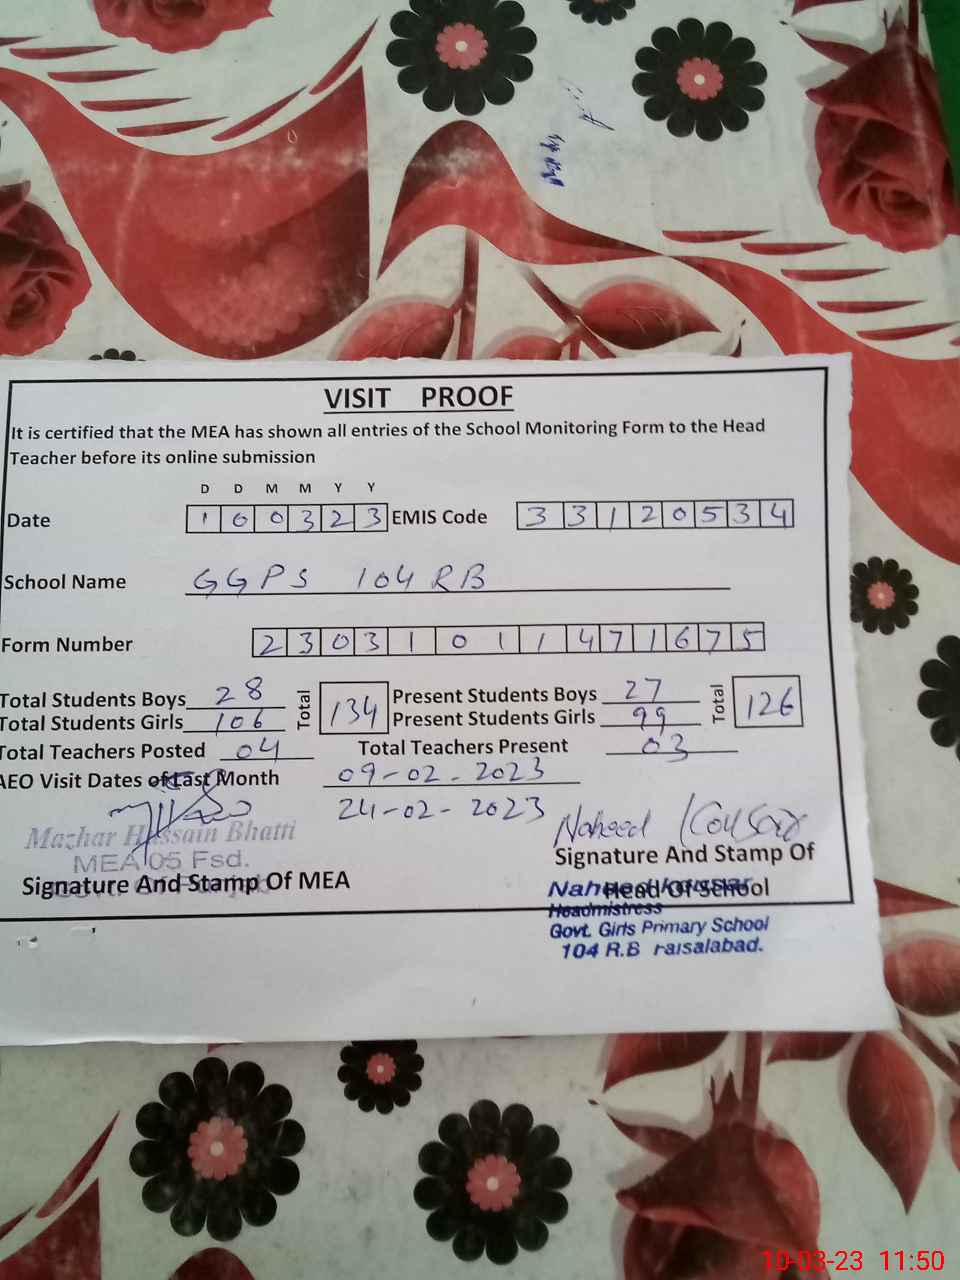 VISIT PROOF
It is certified that the MEA has shown all entries of the School Monitoring Form to the Head
Teacher before its online submission
D D M M Y Y
Date 1 0 0 3 2 3 EMIS Code 3 3 1 2 0 5 3 4
School Name GGPS 104 RB
Form Number 2 3 0 3 1 0 1 1 4 7 1 6 7 5
Total Students Boys 28 Total 134 Present Students Boys 27 Total 126
Total Students Girls 106 Present Students Girls 99
Total Teachers Posted 04 Total Teachers Present 03
AEO Visit Dates of Last Month 09-02-2023
24-02-2023
Naheed Kousar
Mazhar Hussain Bhatti
MEA 05 Fsd.
Signature And Stamp Of MEA
Signature And Stamp Of
Head Of School
Naheed Kousar
Headmistress
Govt. Girls Primary School
104 R.B Faisalabad.
10-03-23 11:50